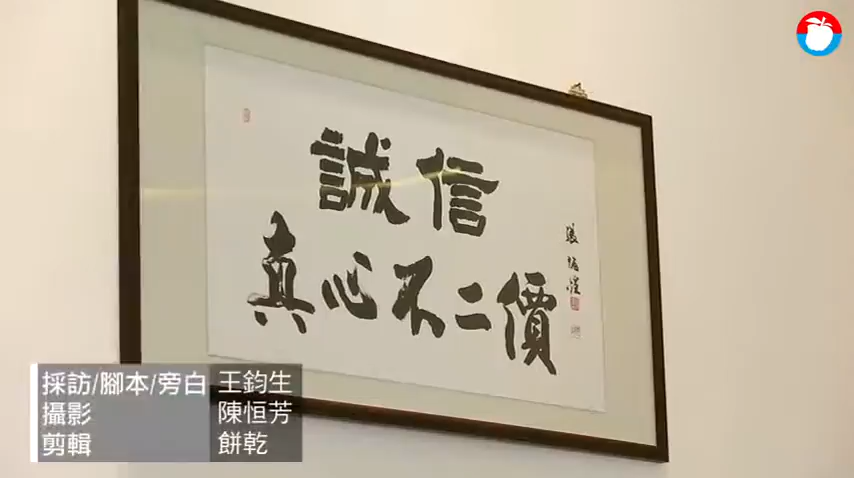 誠信
真心不二價
採訪/腳本/旁白 王鈞生
攝影 陳恒芳
剪輯 餅乾